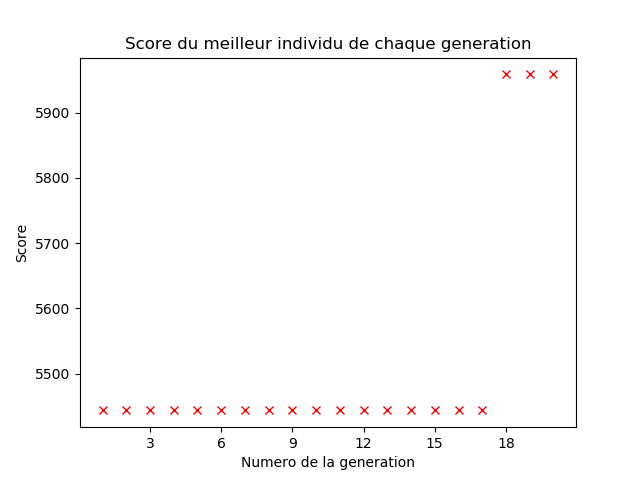 Score du meilleur individu de chaque generation
5900
5800
5700
5600
5500
Score
3 6 9 12 15 18
Numero de la generation